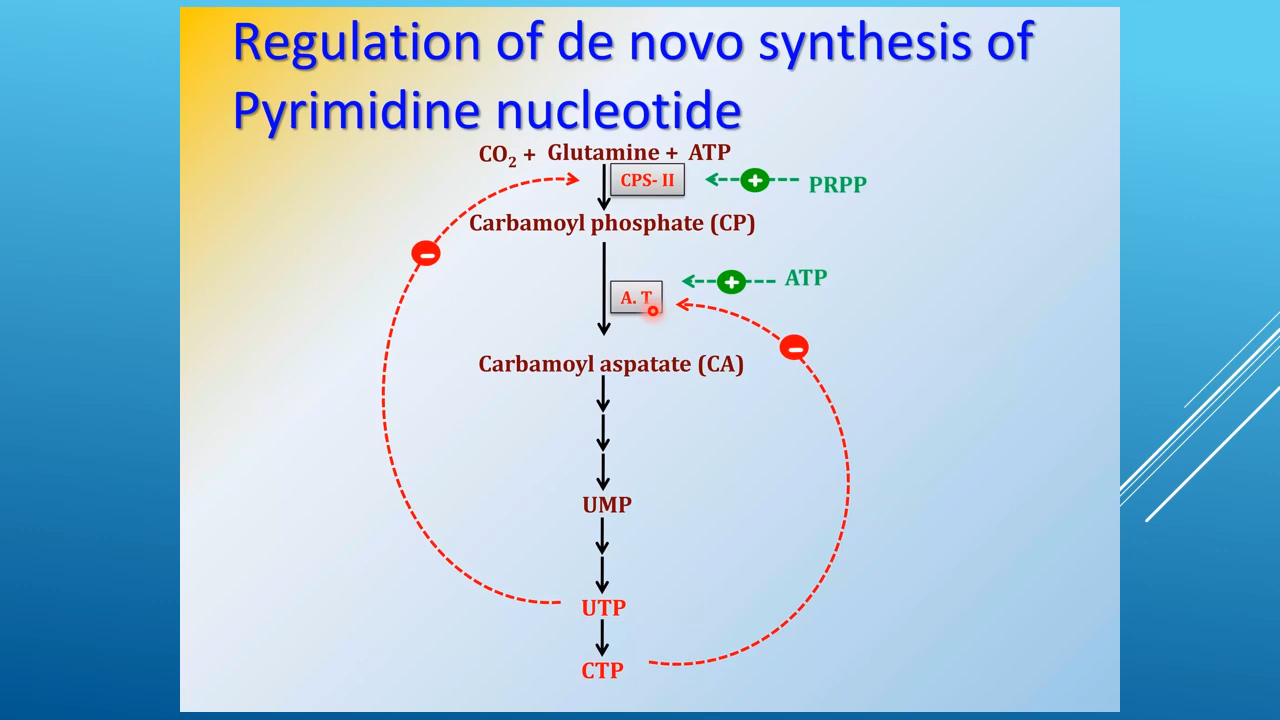 Regulation of de novo synthesis of
Pyrimidine nucleotide
CO₂ + Glutamine + ATP
CPS- II
PRPP
Carbamoyl phosphate (CP)
ATP
A. T
Carbamoyl aspatate (CA)
UMP
UTP
CTP